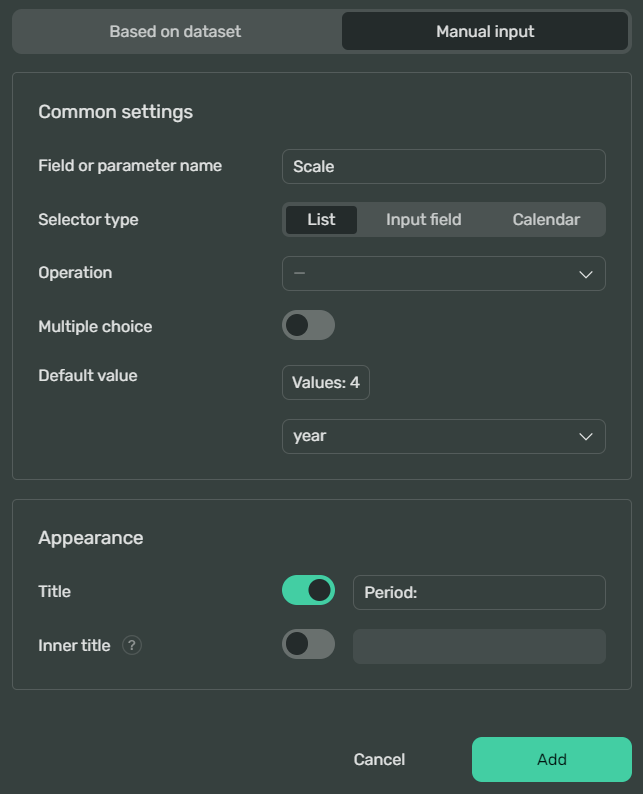 Based on dataset Manual input
Common settings
Field or parameter name Scale
Selector type List Input field Calendar
Operation —
Multiple choice
Default value Values: 4
year
Appearance
Title Period:
Inner title ?
Cancel Add